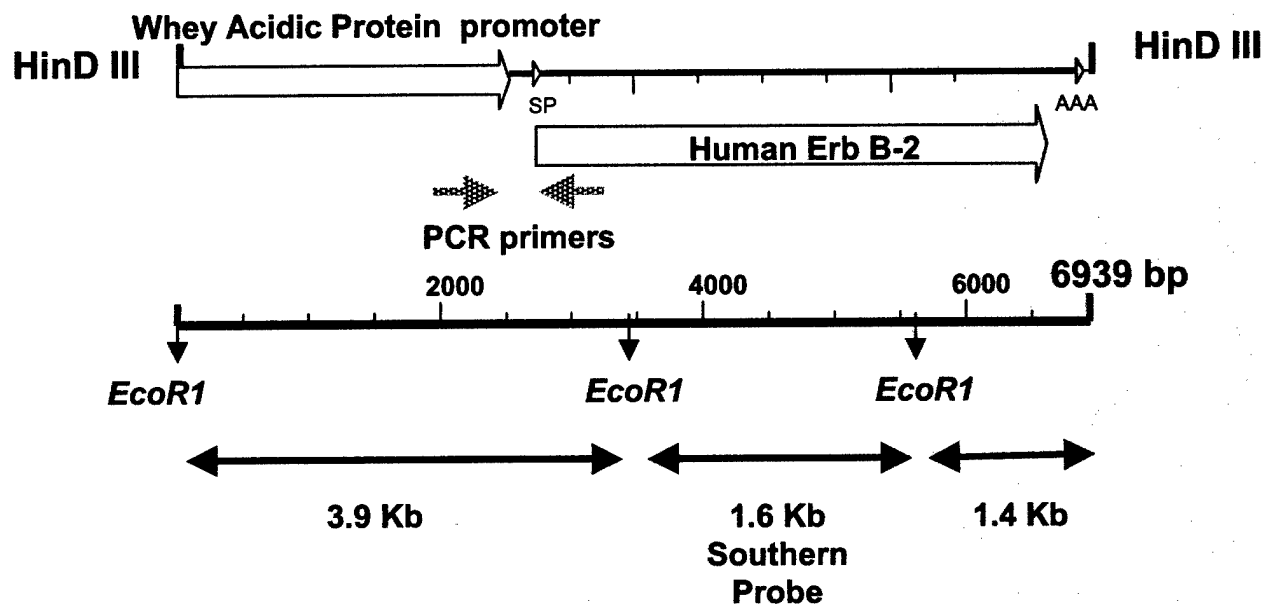 Whey Acidic Protein promoter
HinD III
HinD III
SP
AAA
Human Erb B-2
PCR primers
2000
4000
6000
6939 bp
EcoR1
EcoR1
EcoR1
3.9 Kb
1.6 Kb
1.4 Kb
Southern
Probe